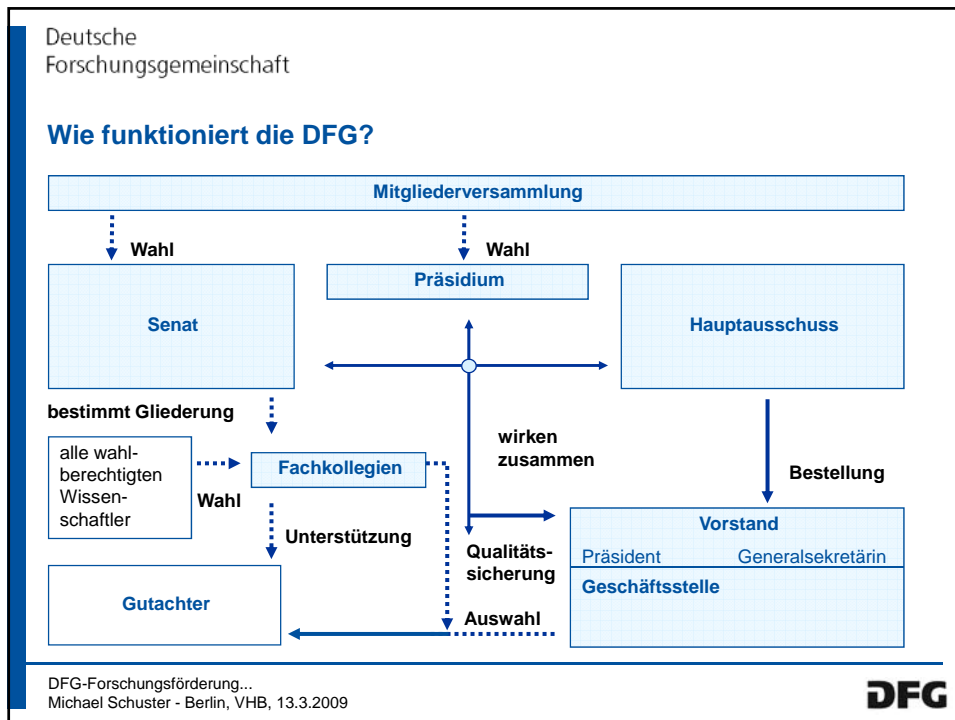 Deutsche
Forschungsgemeinschaft
Wie funktioniert die DFG?
Mitgliederversammlung
Wahl
Wahl
Präsidium
Senat
Hauptausschuss
bestimmt Gliederung
alle wahl-
berechtigten
Wissen-
schaftler
Wahl
Fachkollegien
wirken
zusammen
Bestellung
Unterstützung
Vorstand
Präsident Generalsekretärin
Qualitäts-
sicherung
Geschäftsstelle
Gutachter
Auswahl
DFG-Forschungsförderung...
Michael Schuster - Berlin, VHB, 13.3.2009
DFG